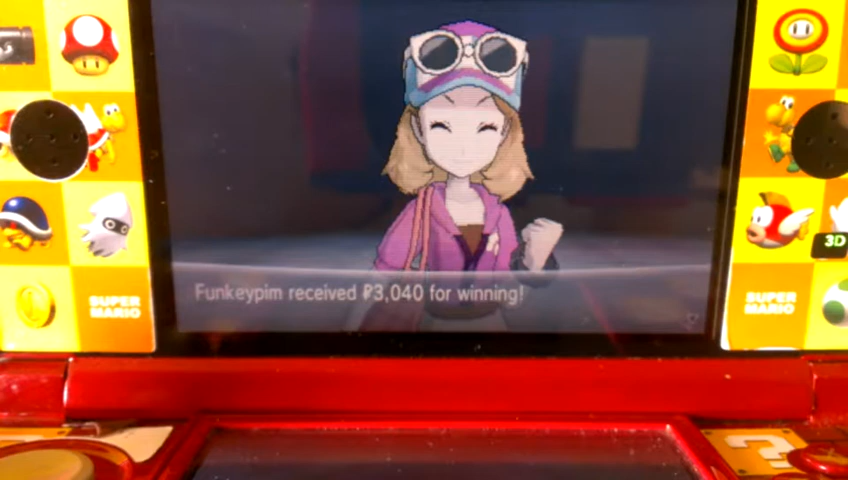 Funkeypim received ₽3,040 for winning!
SUPER
MARIO
SUPER
MARIO
3D